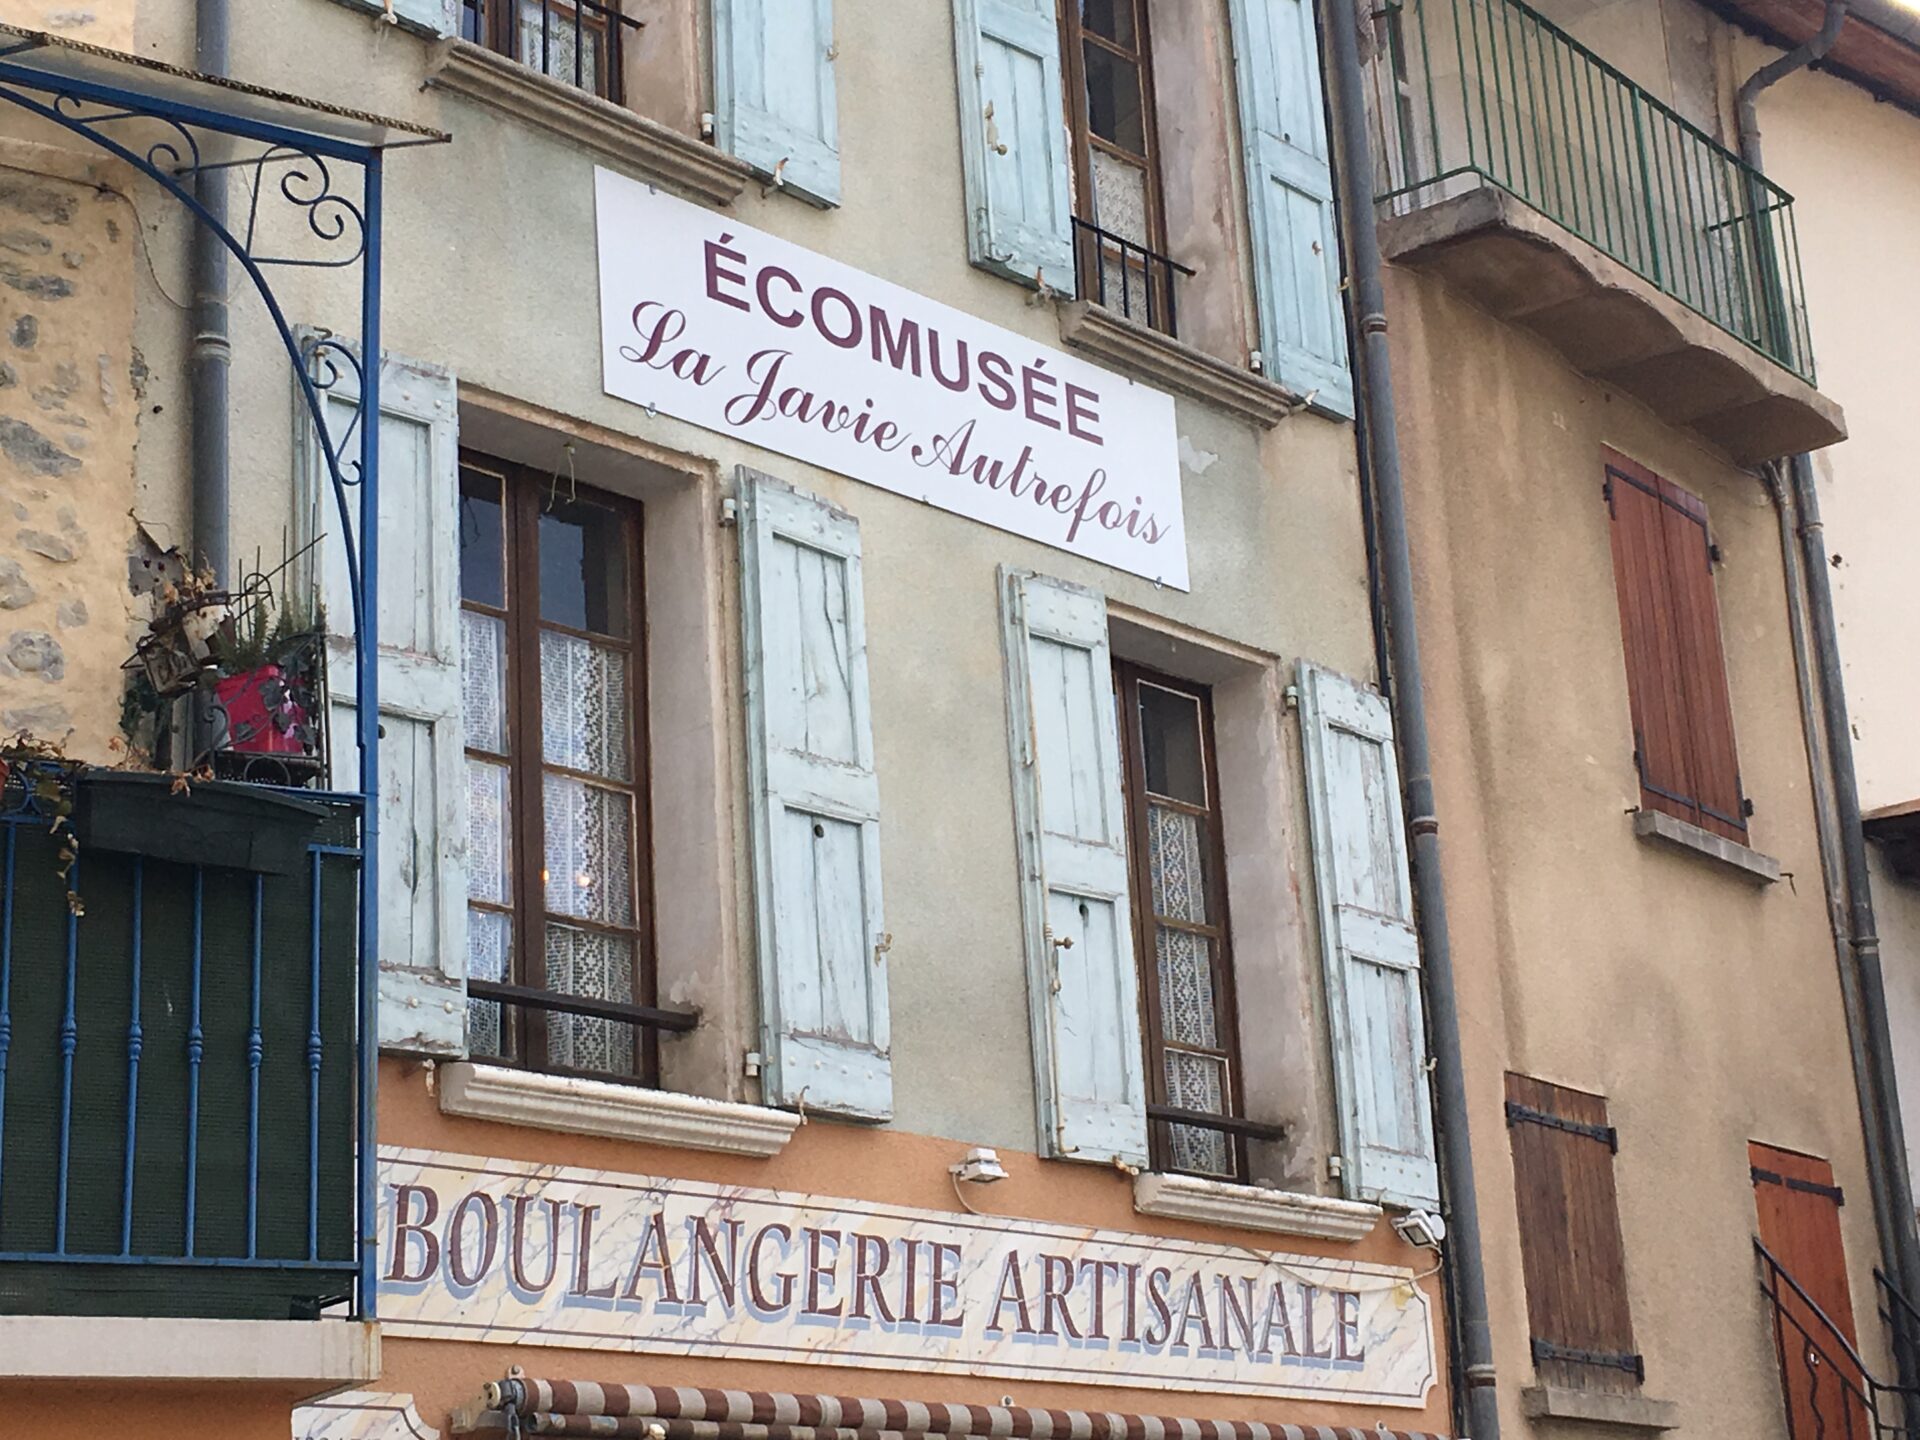 ÉCOMUSÉE
La Javie Autrefois
BOULANGERIE ARTISANALE